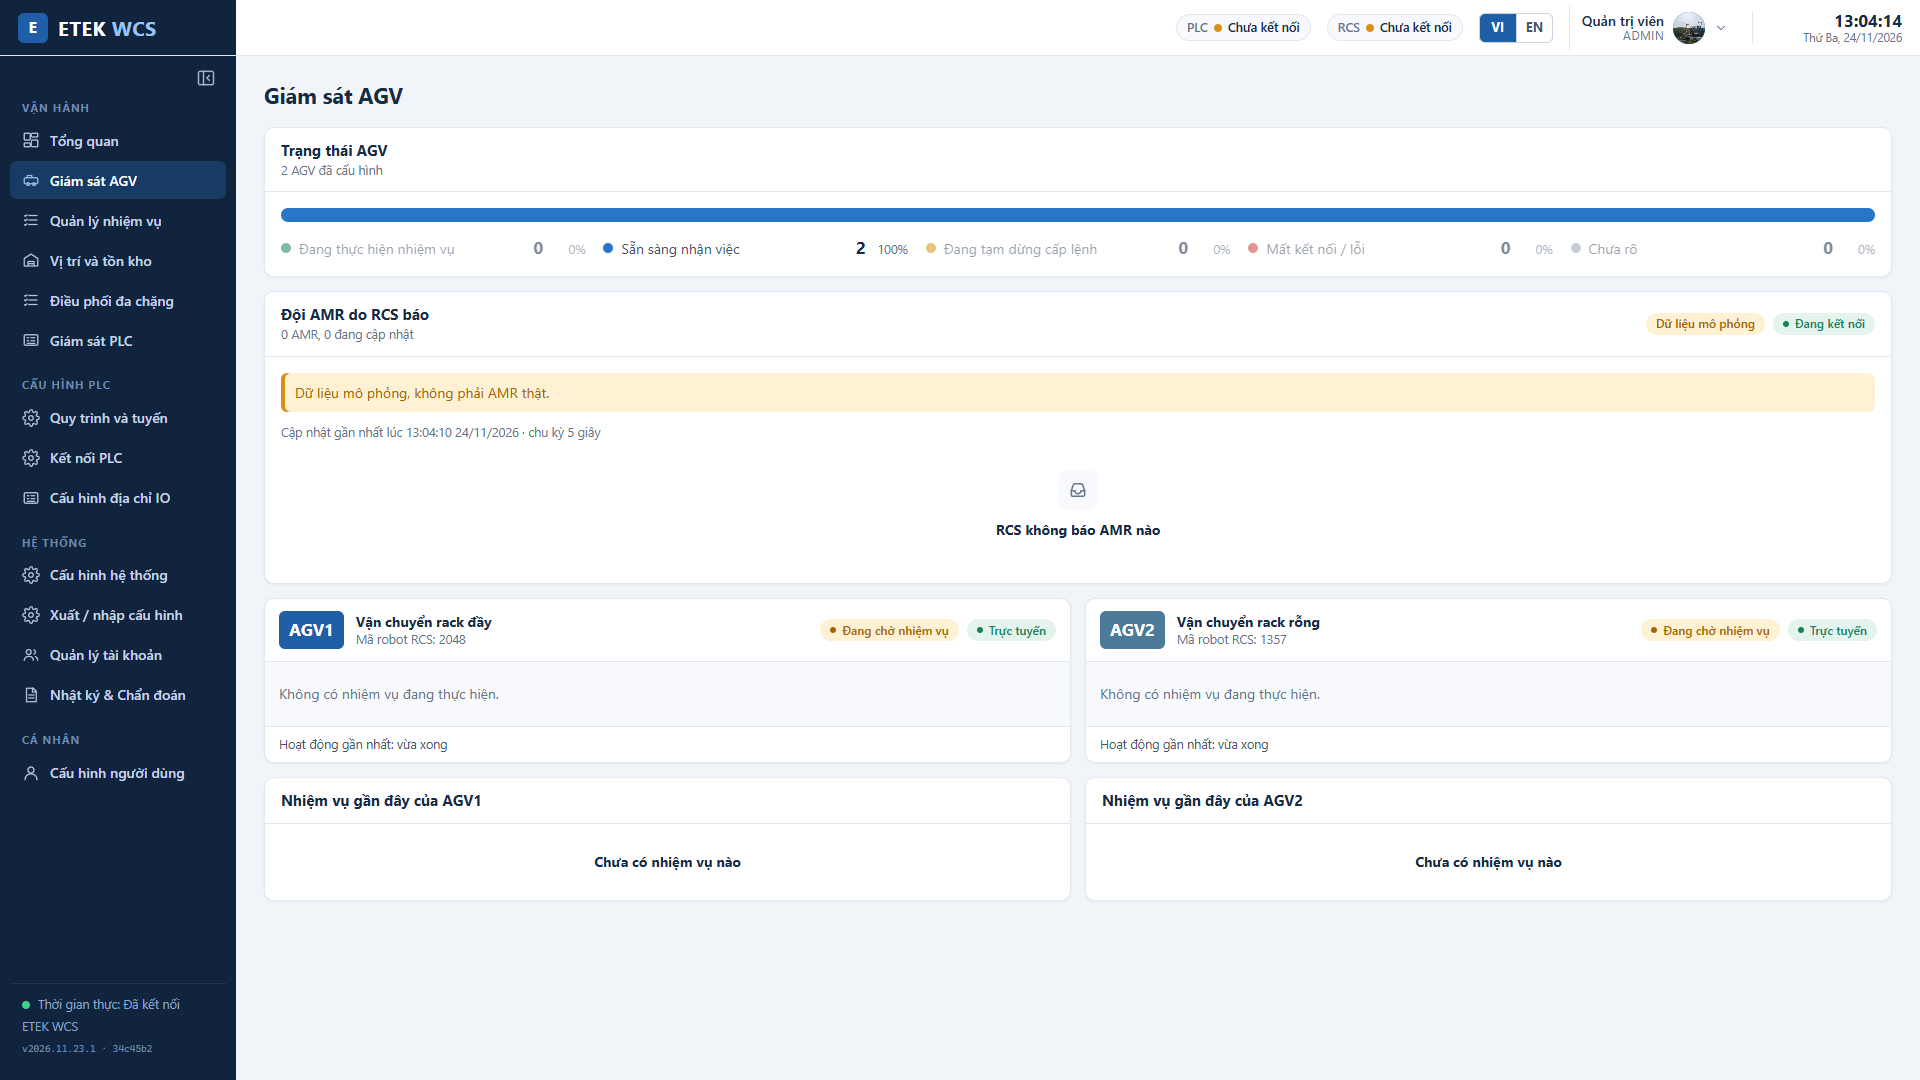 E ETEK WCS
PLC Chưa kết nối
RCS Chưa kết nối
VI EN
Quản trị viên
ADMIN
13:04:14
Thứ Ba, 24/11/2026
VẬN HÀNH
Tổng quan
Giám sát AGV
Quản lý nhiệm vụ
Vị trí và tồn kho
Điều phối đa chặng
Giám sát PLC
CẤU HÌNH PLC
Quy trình và tuyến
Kết nối PLC
Cấu hình địa chỉ IO
HỆ THỐNG
Cấu hình hệ thống
Xuất / nhập cấu hình
Quản lý tài khoản
Nhật ký & Chẩn đoán
CÁ NHÂN
Cấu hình người dùng
Thời gian thực: Đã kết nối
ETEK WCS
v2026.11.23.1 · 34c45b2
Giám sát AGV
Trạng thái AGV
2 AGV đã cấu hình
Đang thực hiện nhiệm vụ 0 0%
Sẵn sàng nhận việc 2 100%
Đang tạm dừng cấp lệnh 0 0%
Mất kết nối / lỗi 0 0%
Chưa rõ 0 0%
Đội AMR do RCS báo
0 AMR, 0 đang cập nhật
Dữ liệu mô phỏng
Đang kết nối
Dữ liệu mô phỏng, không phải AMR thật.
Cập nhật gần nhất lúc 13:04:10 24/11/2026 · chu kỳ 5 giây
RCS không báo AMR nào
AGV1
Vận chuyển rack đầy
Mã robot RCS: 2048
Đang chờ nhiệm vụ
Trực tuyến
Không có nhiệm vụ đang thực hiện.
Hoạt động gần nhất: vừa xong
AGV2
Vận chuyển rack rỗng
Mã robot RCS: 1357
Đang chờ nhiệm vụ
Trực tuyến
Không có nhiệm vụ đang thực hiện.
Hoạt động gần nhất: vừa xong
Nhiệm vụ gần đây của AGV1
Chưa có nhiệm vụ nào
Nhiệm vụ gần đây của AGV2
Chưa có nhiệm vụ nào